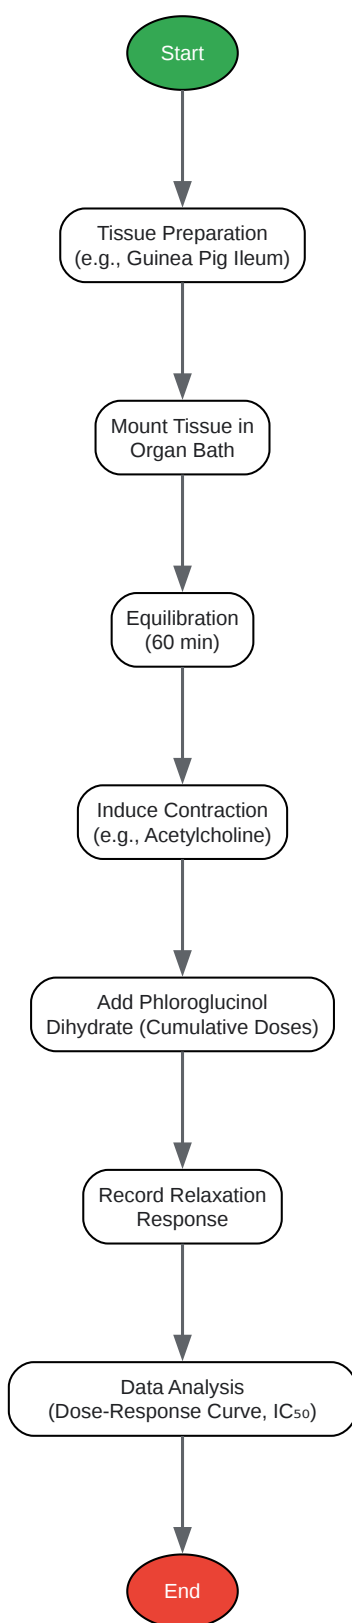 Start
Tissue Preparation
(e.g., Guinea Pig Ileum)
Mount Tissue in
Organ Bath
Equilibration
(60 min)
Induce Contraction
(e.g., Acetylcholine)
Add Phloroglucinol
Dihydrate (Cumulative Doses)
Record Relaxation
Response
Data Analysis
(Dose-Response Curve, IC₅₀)
End